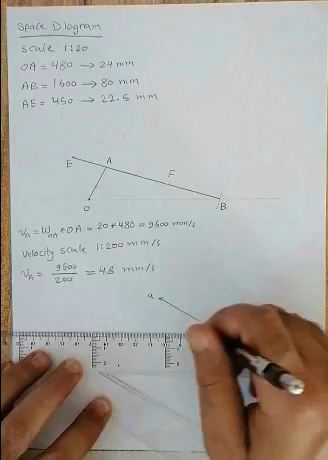 Space Diagram
scale 1:20
OA = 480 → 24 mm
AB = 1600 → 80 mm
AE = 450 → 22.5 mm
E A
F
O B
VA = WOA * OA = 20 * 480 = 9600 mm/s
Velocity scale 1:200 mm/s
VA = 9600/200 = 48 mm/s
a